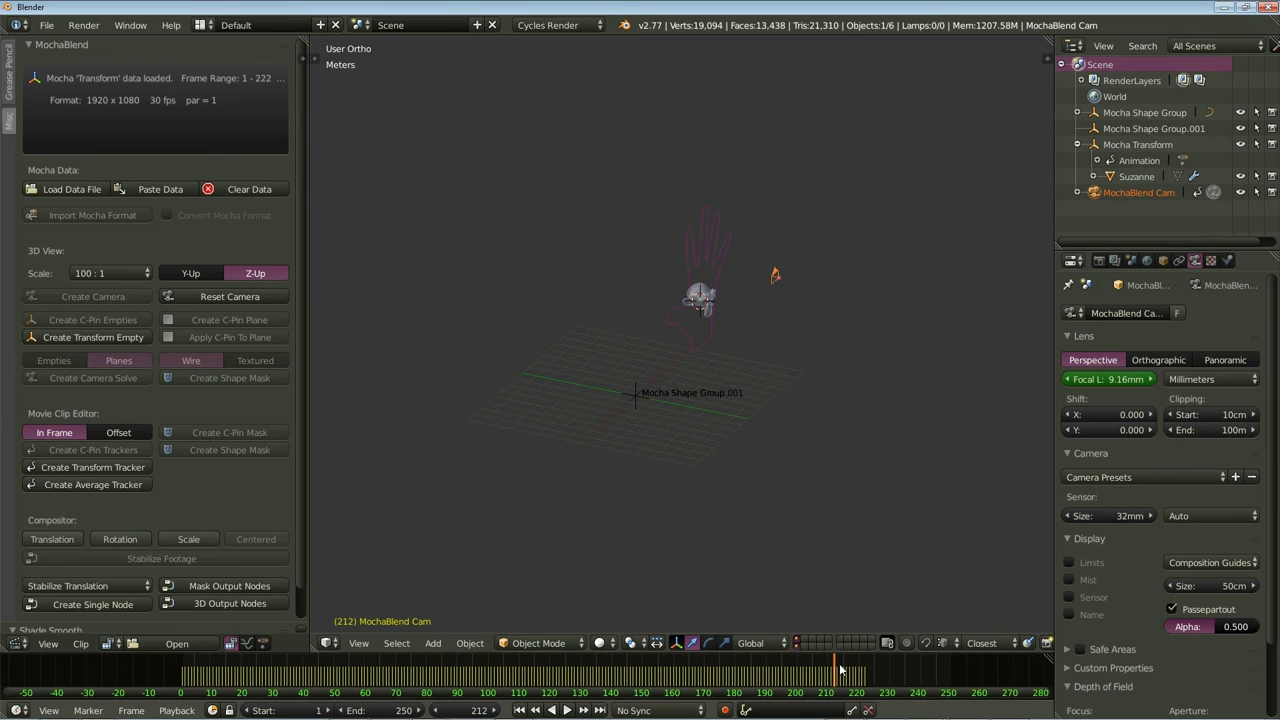 Blender
File Render Window Help Default Scene Cycles Render v2.77 | Verts:19,094 | Faces:13,438 | Tris:21,310 | Objects:1/6 | Lamps:0/0 | Mem:1207.58M | MochaBlend Cam
Grease Pencil
Misc
MochaBlend
Mocha 'Transform' data loaded. Frame Range: 1 - 222 ...
Format: 1920 x 1080 30 fps par = 1
Mocha Data:
Load Data File Paste Data Clear Data
Import Mocha Format Convert Mocha Format
3D View:
Scale: 100 : 1 Y-Up Z-Up
Create Camera Reset Camera
Create C-Pin Empties Create C-Pin Plane
Create Transform Empty Apply C-Pin To Plane
Empties Planes Wire Textured
Create Camera Solve Create Shape Mask
Movie Clip Editor:
In Frame Offset Create C-Pin Mask
Create C-Pin Trackers Create Shape Mask
Create Transform Tracker
Create Average Tracker
Compositor:
Translation Rotation Scale Centered
Stabilize Footage
Stabilize Translation Mask Output Nodes
Create Single Node 3D Output Nodes
Shade Smooth
View Clip Open
User Ortho
Meters
Mocha Shape Group.001
(212) MochaBlend Cam
View Select Add Object Object Mode Global Closest
View Search All Scenes
Scene
RenderLayers
World
Mocha Shape Group
Mocha Shape Group.001
Mocha Transform
Animation
Suzanne
MochaBlend Cam
MochaBl... MochaBlen...
MochaBlend Ca... F
Lens
Perspective Orthographic Panoramic
Focal L: 9.16mm Millimeters
Shift: Clipping:
X: 0.000 Start: 10cm
Y: 0.000 End: 100m
Camera
Camera Presets
Sensor:
Size: 32mm Auto
Display
Limits Composition Guides
Mist Size: 50cm
Sensor Passepartout
Name Alpha: 0.500
Safe Areas
Custom Properties
Depth of Field
Focus: Aperture:
-50 -40 -30 -20 -10 0 10 20 30 40 50 60 70 80 90 100 110 120 130 140 150 160 170 180 190 200 210 220 230 240 250 260 270 280
View Marker Frame Playback Start: 1 End: 250 212 No Sync